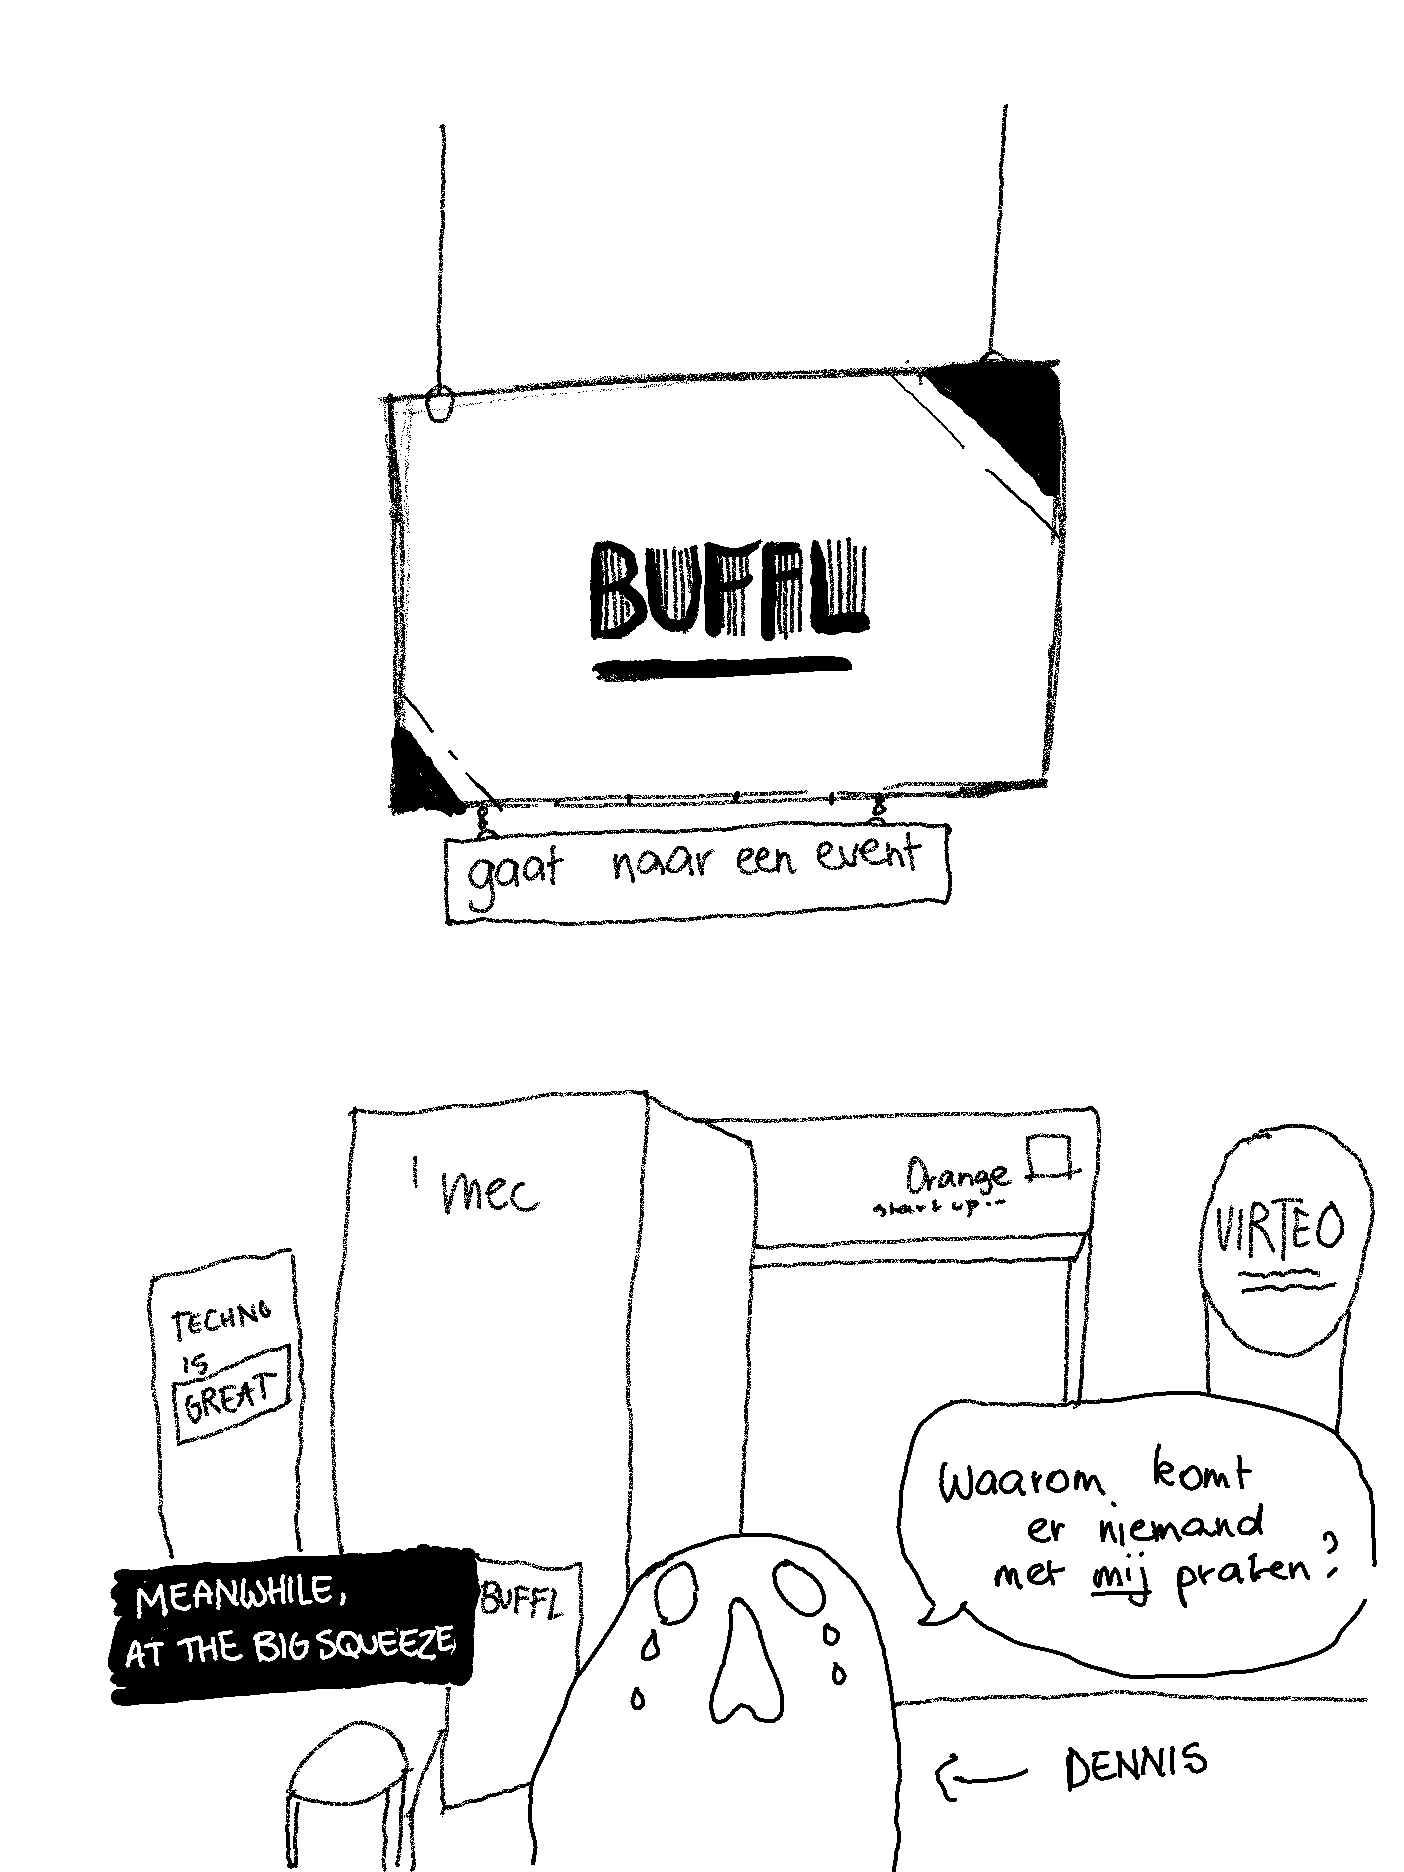 BUFFL
gaat naar een event
imec
Orange
start up
VIRTEO
TECHNO
IS
GREAT
Waarom komt
er niemand
met mij praten?
MEANWHILE,
AT THE BIG SQUEEZE
BUFFL
DENNIS